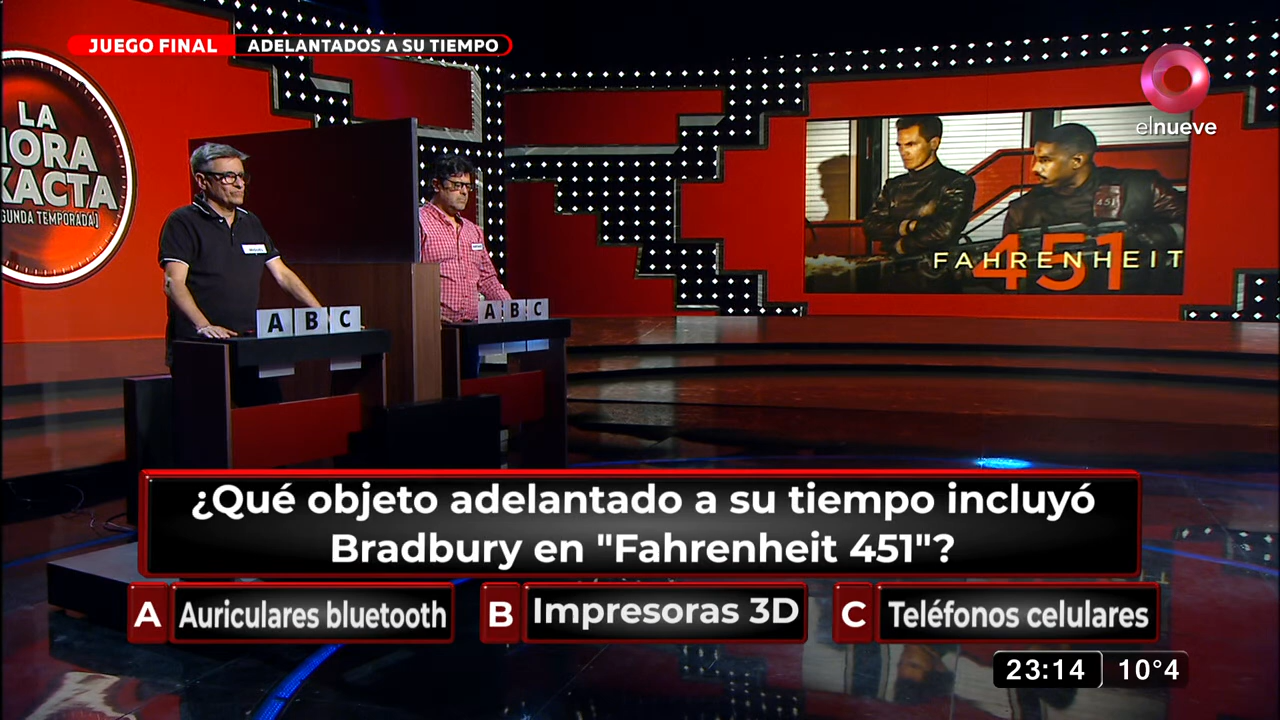 JUEGO FINAL ADELANTADOS A SU TIEMPO
elnueve
LA
HORA
EXACTA
GUNDA TEMPORADA]
A B C
A B C
451
FAHRENHEIT
451
¿Qué objeto adelantado a su tiempo incluyó
Bradbury en "Fahrenheit 451"?
A Auriculares bluetooth B Impresoras 3D C Teléfonos celulares
23:14 10°4